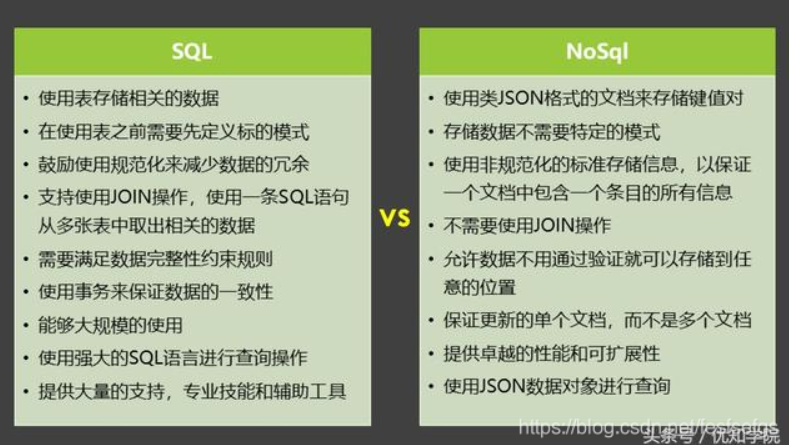 SQL
• 使用表存储相关的数据
• 在使用表之前需要先定义标的模式
• 鼓励使用规范化来减少数据的冗余
• 支持使用JOIN操作，使用一条SQL语句
从多张表中取出相关的数据
• 需要满足数据完整性约束规则
• 使用事务来保证数据的一致性
• 能够大规模的使用
• 使用强大的SQL语言进行查询操作
• 提供大量的支持，专业技能和辅助工具
VS
NoSql
• 使用类JSON格式的文档来存储键值对
• 存储数据不需要特定的模式
• 使用非规范化的标准存储信息，以保证
一个文档中包含一个条目的所有信息
• 不需要使用JOIN操作
• 允许数据不用通过验证就可以存储到任
意的位置
• 保证更新的单个文档，而不是多个文档
• 提供卓越的性能和可扩展性
• 使用JSON数据对象进行查询
头条号 / 优知学院